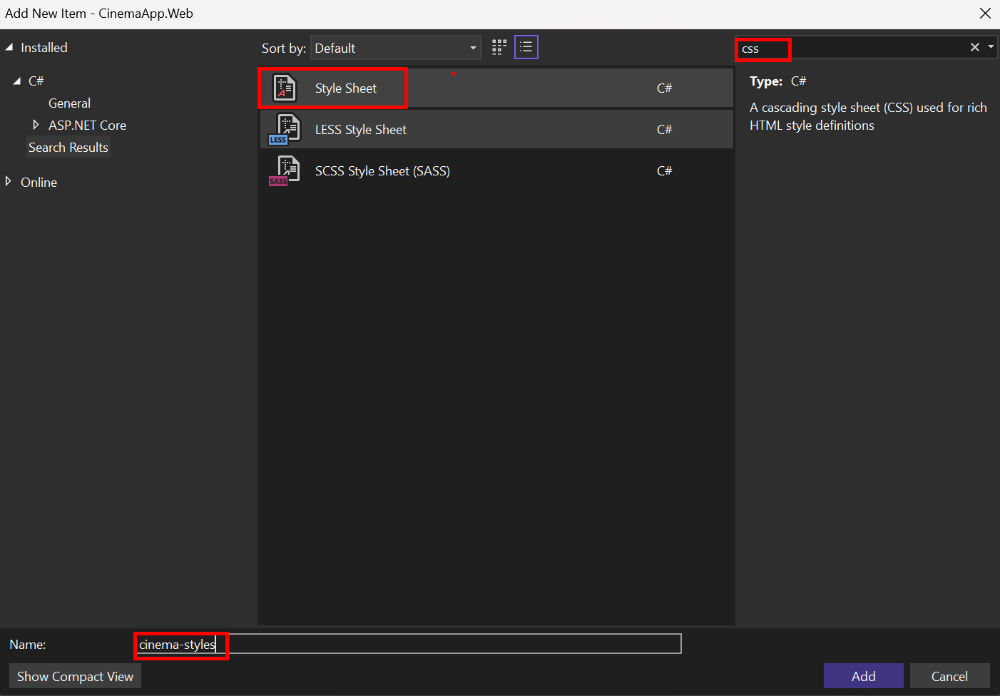 Add New Item - CinemaApp.Web
Installed
C#
General
ASP.NET Core
Search Results
Online
Sort by: Default
Style Sheet C#
LESS LESS Style Sheet C#
SASS SCSS Style Sheet (SASS) C#
css
Type: C#
A cascading style sheet (CSS) used for rich
HTML style definitions
Name: cinema-styles
Show Compact View
Add Cancel